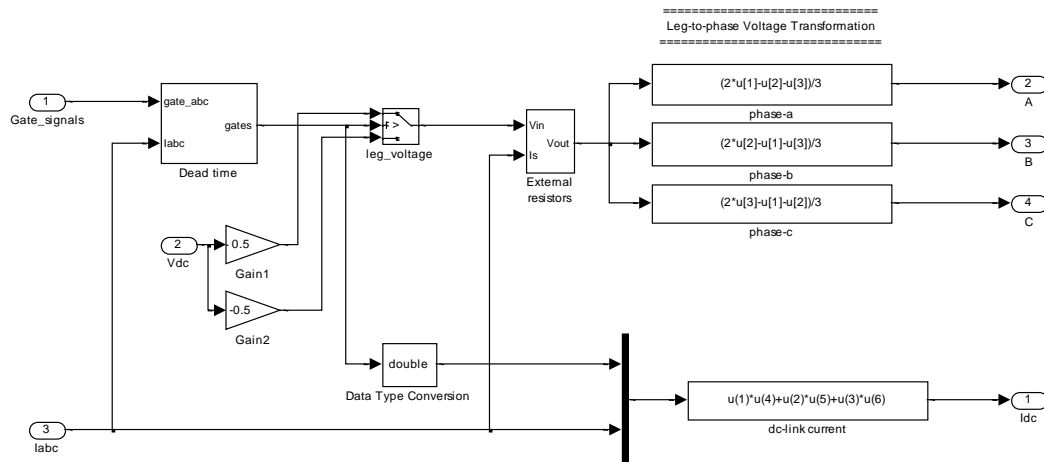 ==============================
Leg-to-phase Voltage Transformation
===============================
1
Gate_signals
gate_abc
Iabc
gates
Dead time
>
leg_voltage
Vin
Is
Vout
External
resistors
(2*u[1]-u[2]-u[3])/3
phase-a
2
A
(2*u[2]-u[1]-u[3])/3
phase-b
3
B
(2*u[3]-u[1]-u[2])/3
phase-c
4
C
2
Vdc
0.5
Gain1
-0.5
Gain2
double
Data Type Conversion
3
Iabc
u(1)*u(4)+u(2)*u(5)+u(3)*u(6)
dc-link current
1
Idc